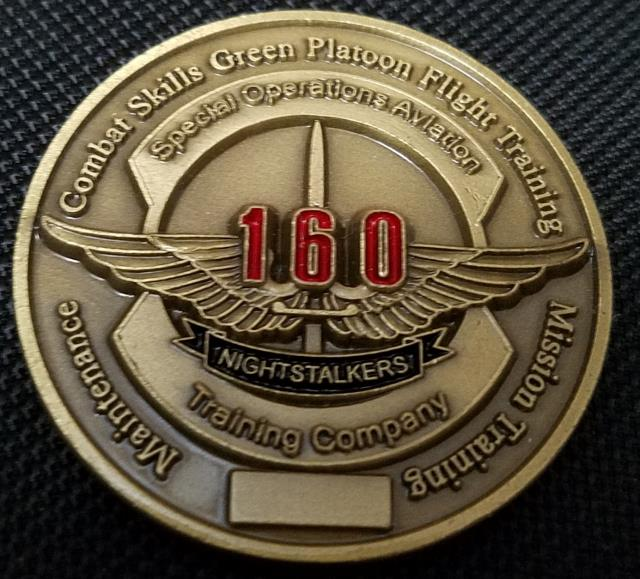 Combat Skills Green Platoon Flight Training
Special Operations Aviation
160
NIGHTSTALKERS
Training Company
Maintenance
Mission Training